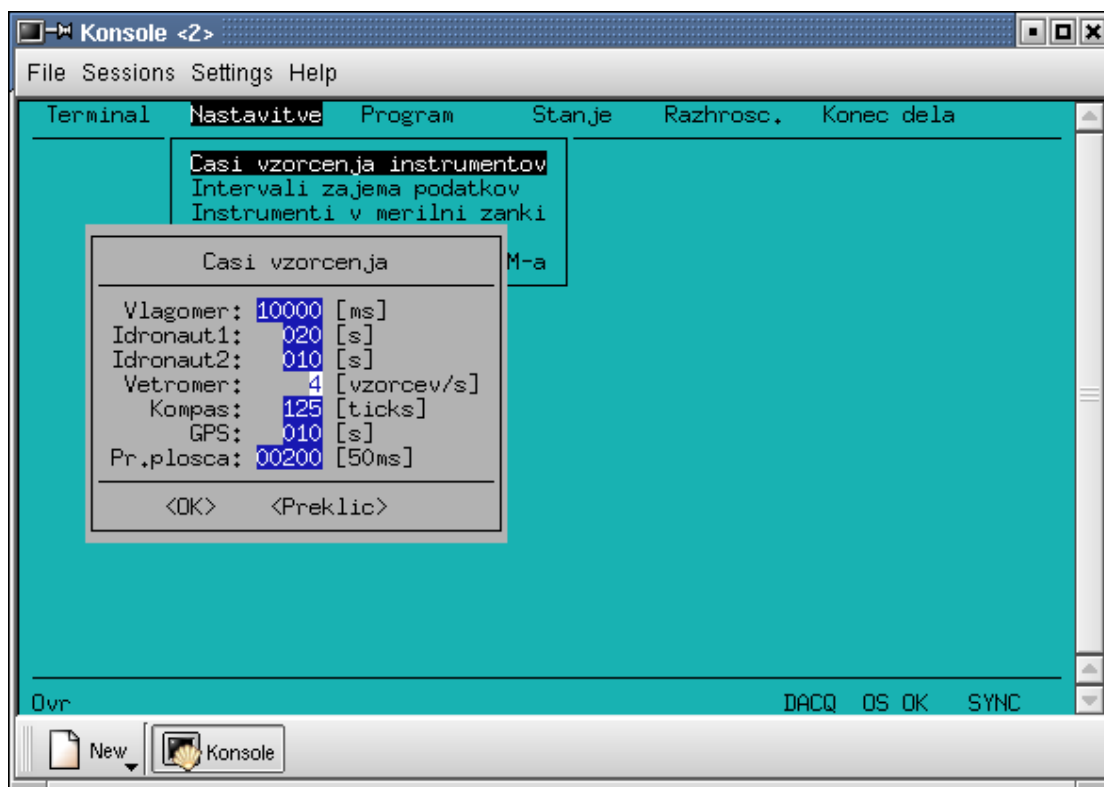 Konsole <2>
File Sessions Settings Help
Terminal Nastavitve Program Stanje Razhrosc. Konec dela
Casi vzorcenja instrumentov
Intervali zajema podatkov
Instrumenti v merilni zanki
M-a
Casi vzorcenja
Vlagomer: 10000 [ms]
Idronaut1: 020 [s]
Idronaut2: 010 [s]
Vetromer: 4 [vzorcev/s]
Kompas: 125 [ticks]
GPS: 010 [s]
Pr.plosca: 00200 [50ms]
<OK> <Preklic>
Ovr DACQ OS OK SYNC
New Konsole